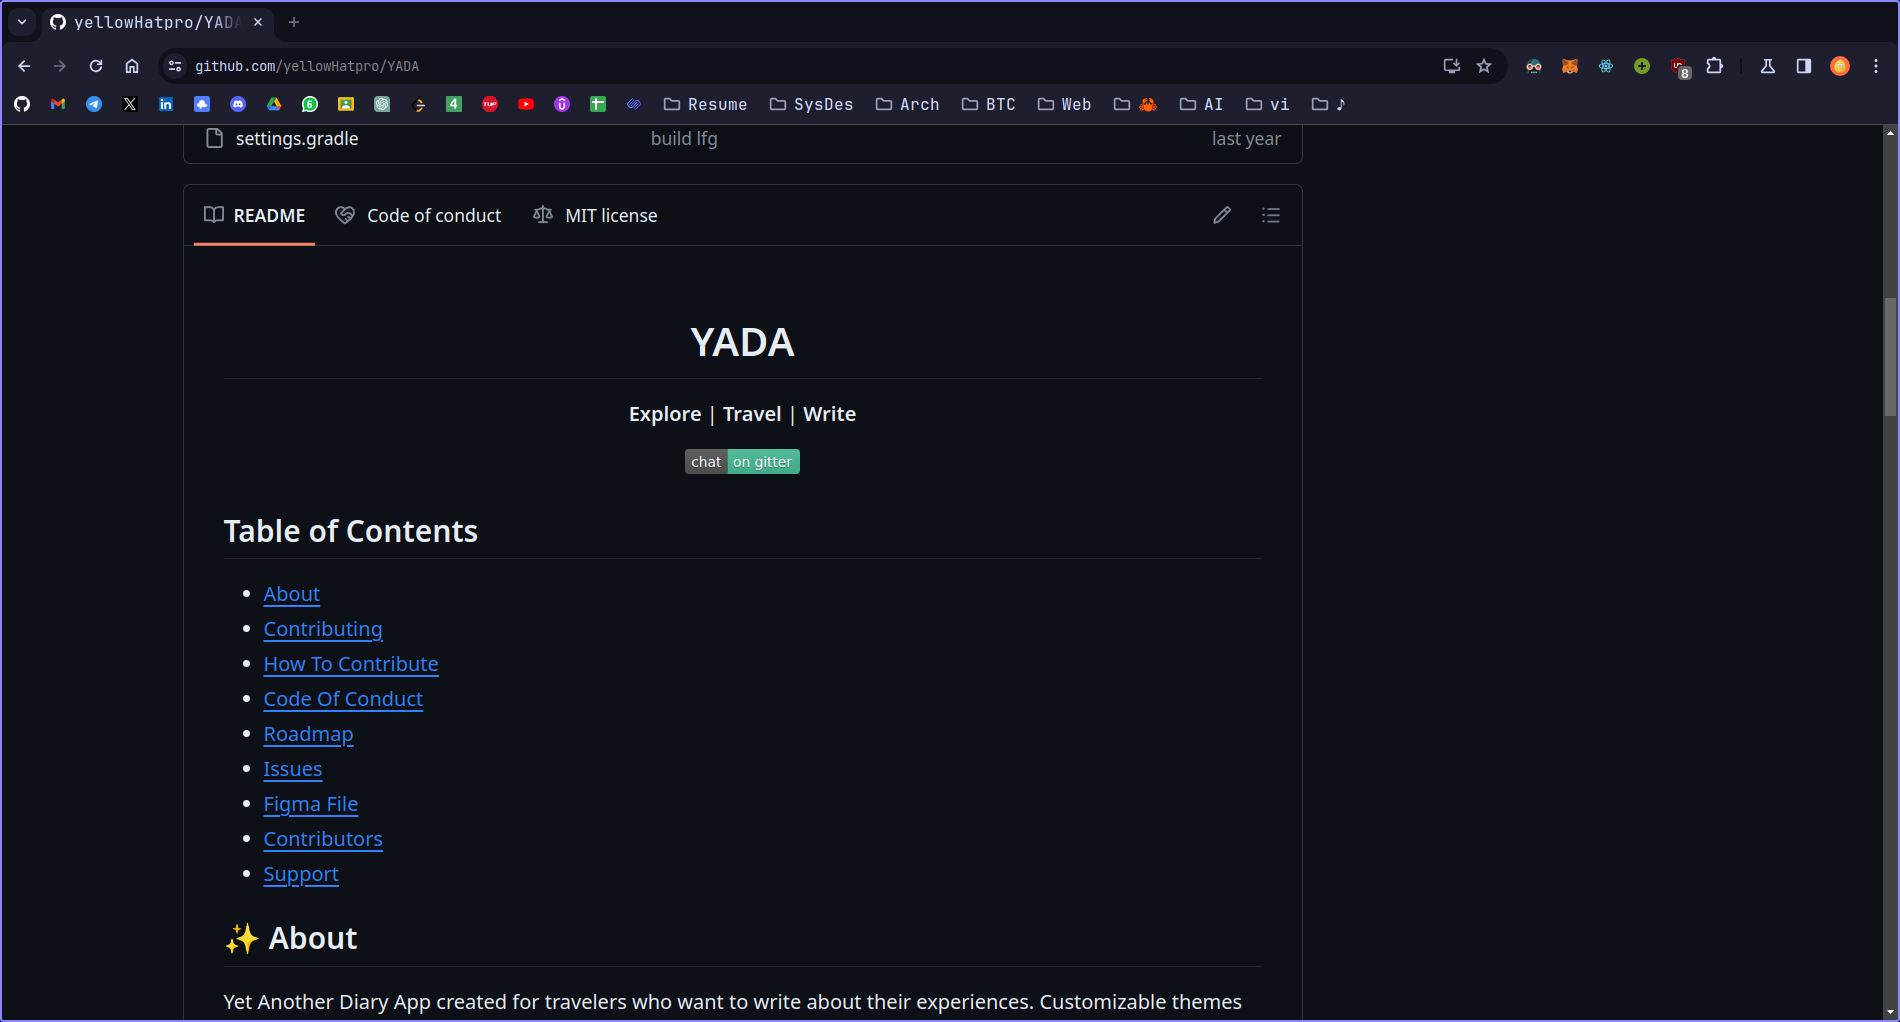 yellowHatpro/YADA
github.com/yellowHatpro/YADA
8
6
4
Resume
SysDes
Arch
BTC
Web
AI
vi
♪
settings.gradle build lfg last year
README Code of conduct MIT license
YADA
Explore | Travel | Write
chat on gitter
Table of Contents
About
Contributing
How To Contribute
Code Of Conduct
Roadmap
Issues
Figma File
Contributors
Support
✨ About
Yet Another Diary App created for travelers who want to write about their experiences. Customizable themes